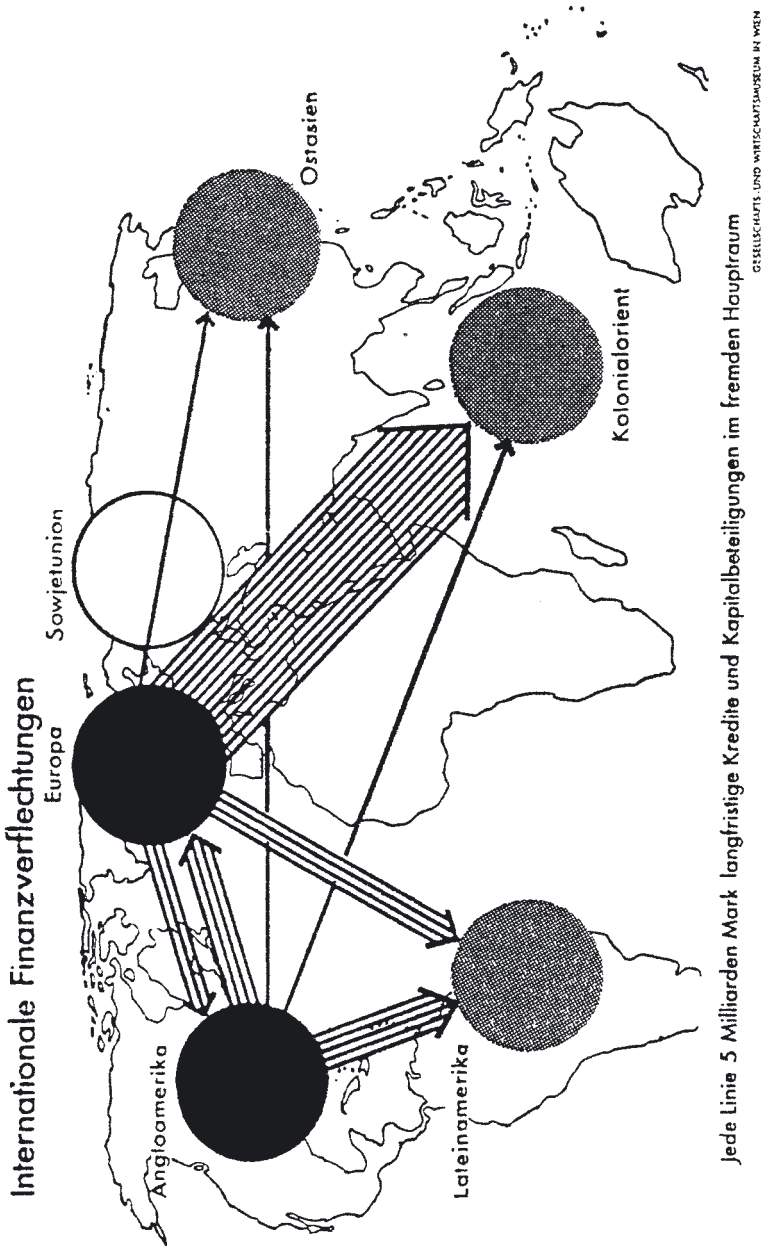 Internationale Finanzverflechtungen
Europa
Sowjetunion
Ostasien
Angloamerika
Lateinamerika
Kolonialorient
Jede Linie 5 Milliarden Mark langfristige Kredite und Kapitalbeteiligungen im fremden Hauptraum
GESELLSCHAFTS-UND WIRTSCHAFTSMUSEUM IN WIEN